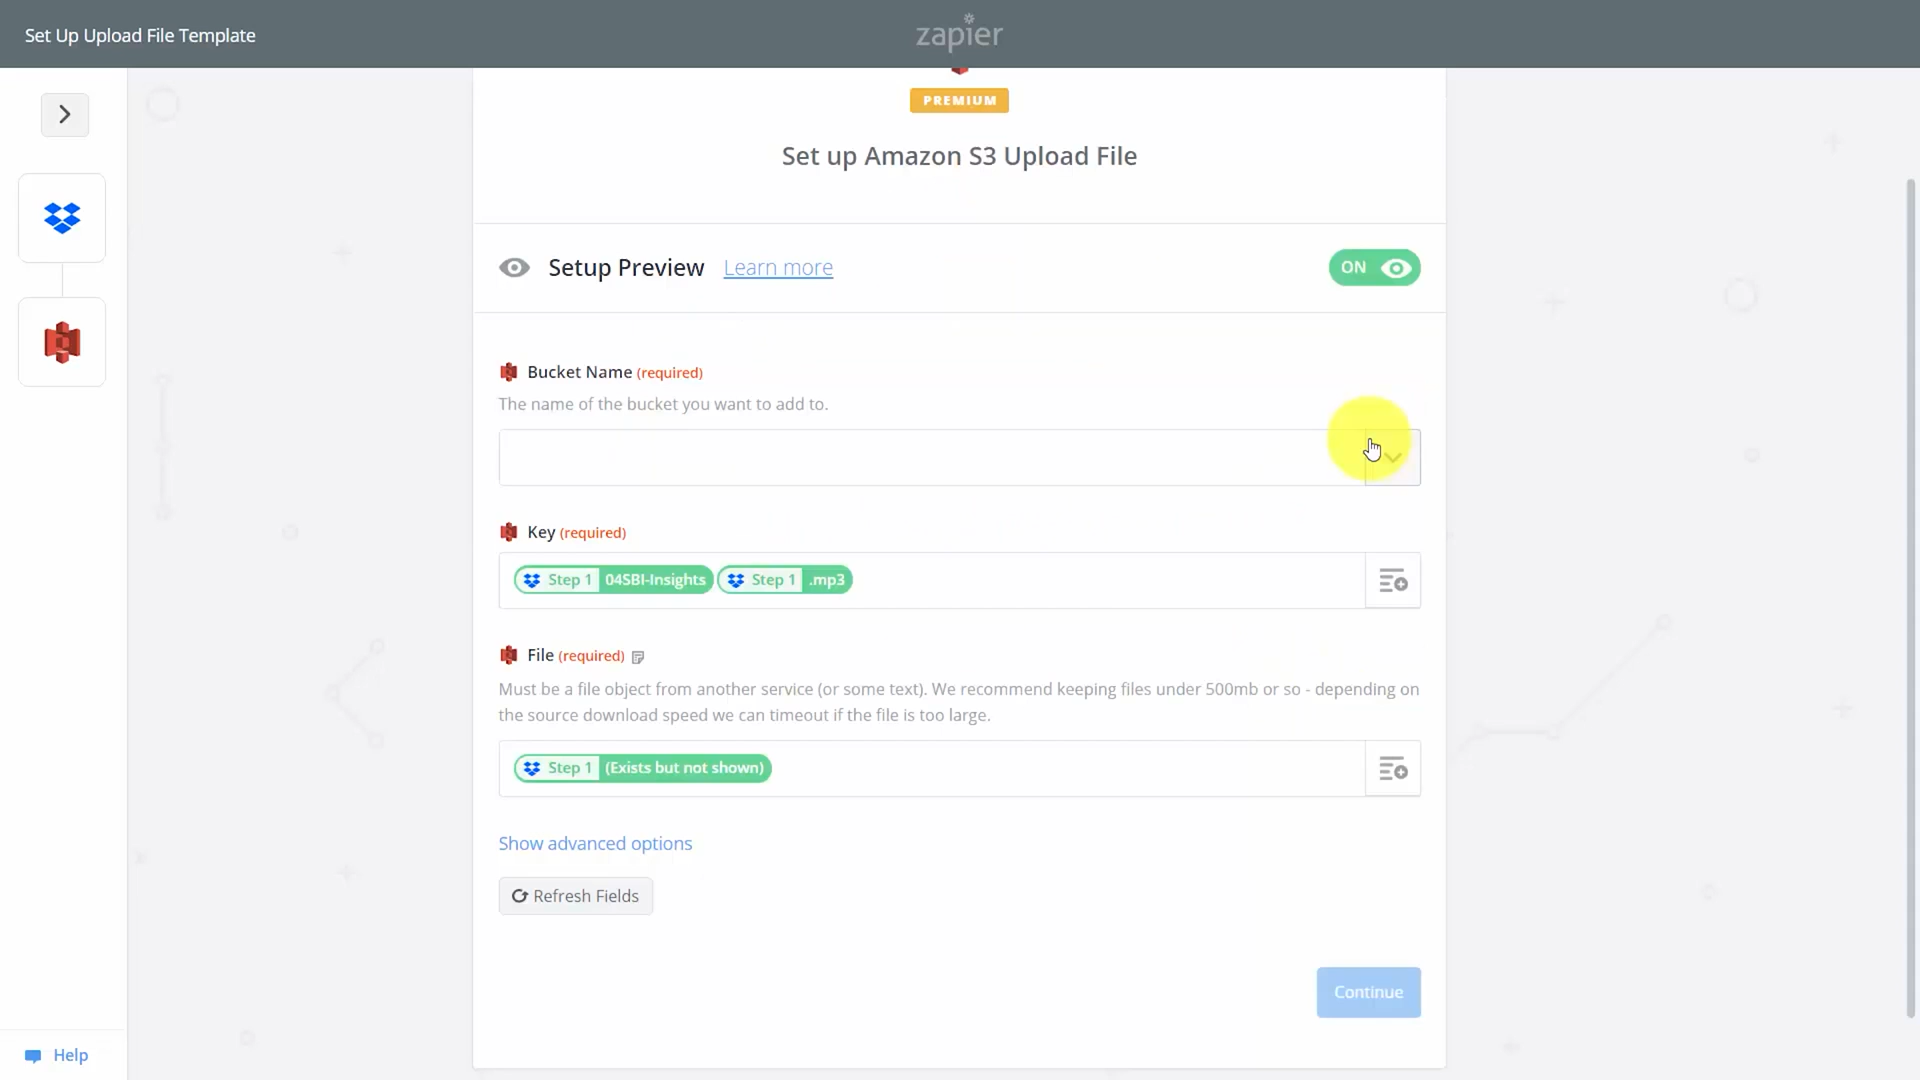 Set Up Upload File Template
zapier
PREMIUM
Set up Amazon S3 Upload File
Setup Preview Learn more
ON
Bucket Name (required)
The name of the bucket you want to add to.
Key (required)
Step 1 04SBI-Insights Step 1 .mp3
File (required)
Must be a file object from another service (or some text). We recommend keeping files under 500mb or so - depending on
the source download speed we can timeout if the file is too large.
Step 1 (Exists but not shown)
Show advanced options
Refresh Fields
Continue
Help